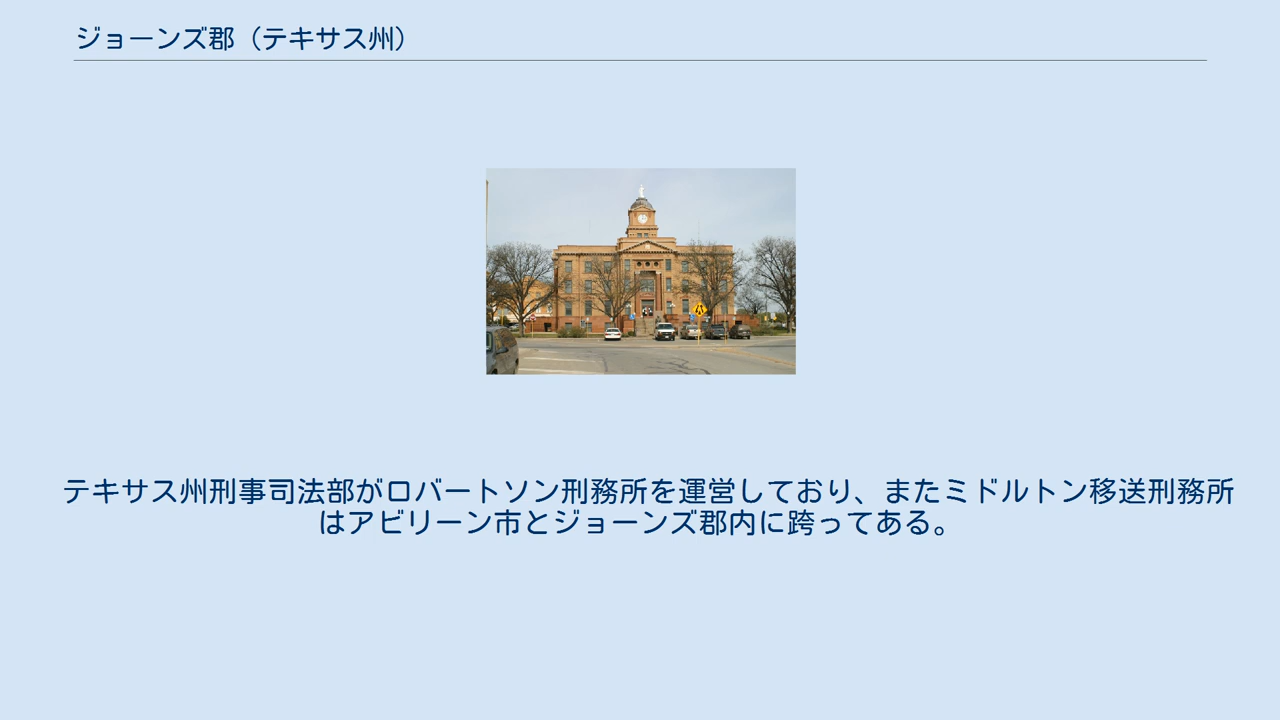 ジョーンズ郡（テキサス州）
テキサス州刑事司法部がロバートソン刑務所を運営しており、またミドルトン移送刑務所
はアビリーン市とジョーンズ郡内に跨ってある。